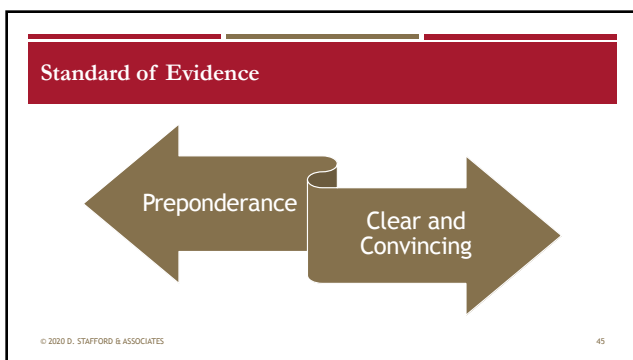 Standard of Evidence
Preponderance
Clear and
Convincing
© 2020 D. STAFFORD & ASSOCIATES
45